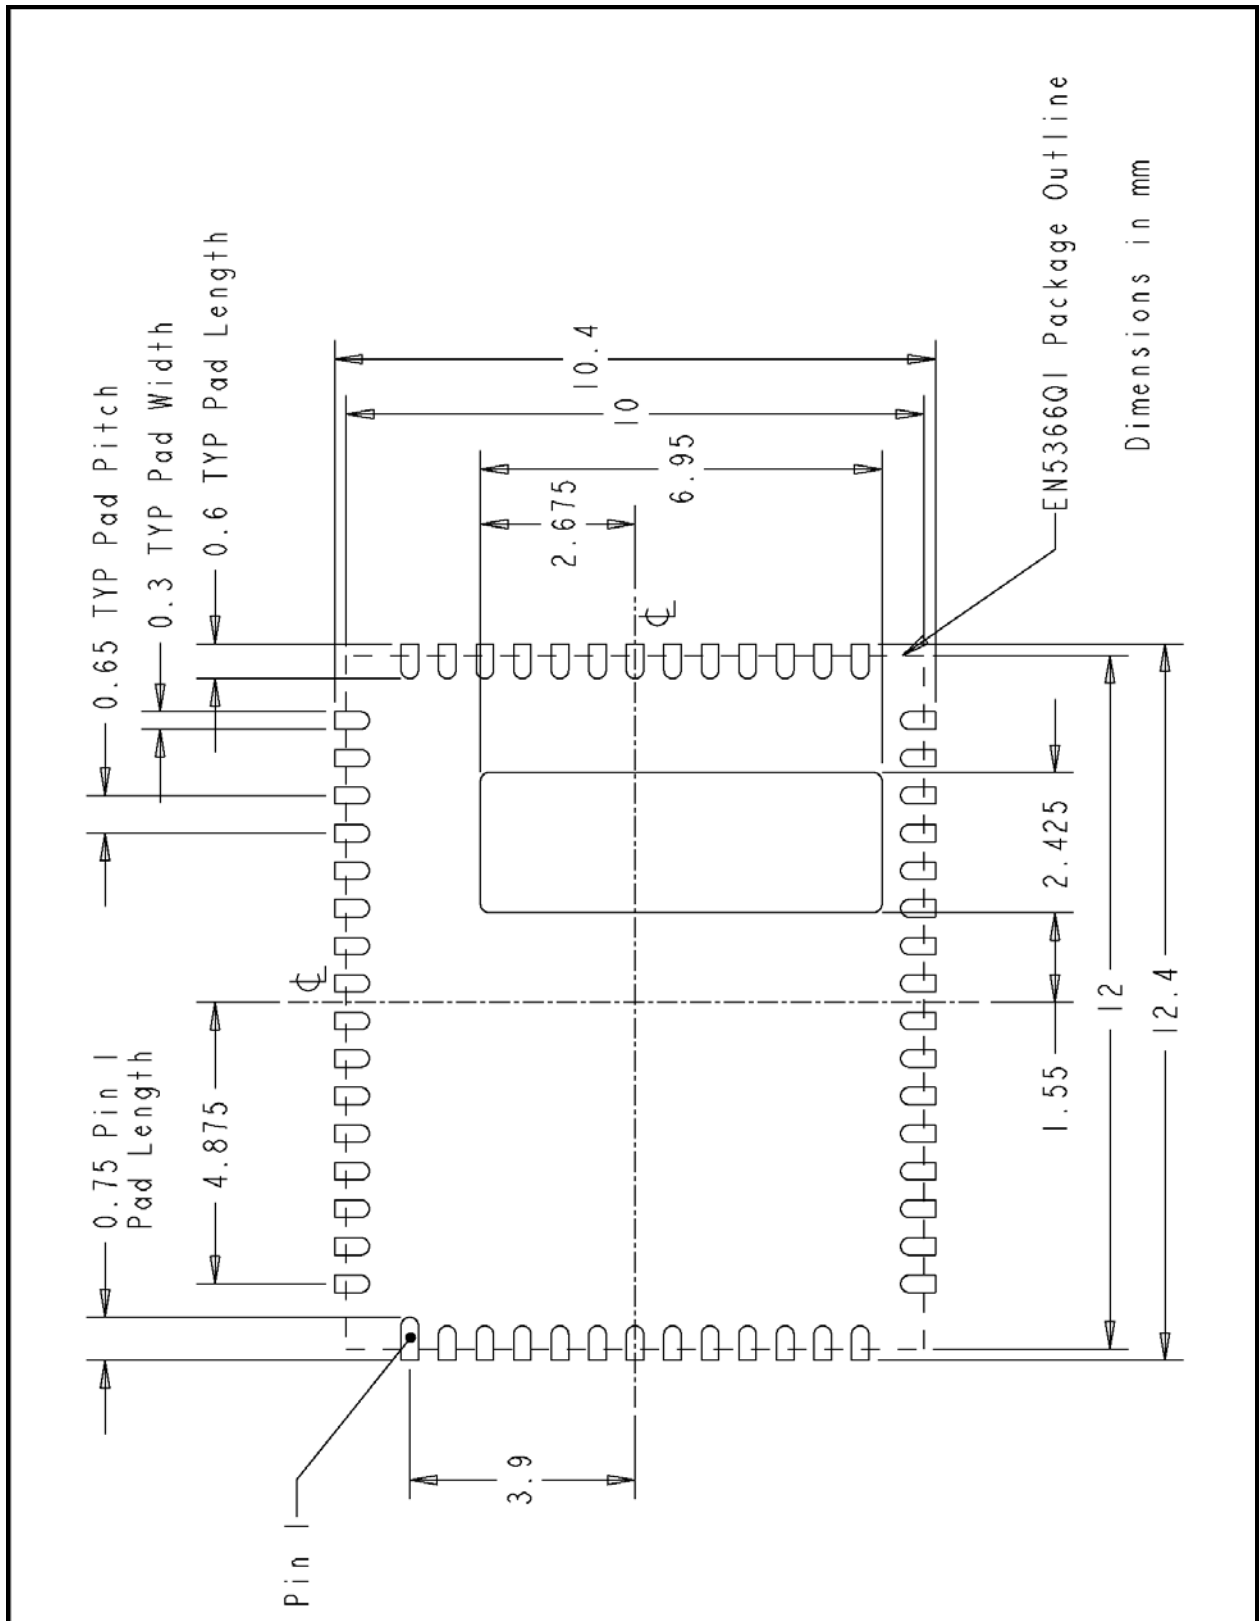 0.65 TYP Pad Pitch
0.3 TYP Pad Width
0.6 TYP Pad Length
0.75 Pin 1
Pad Length
4.875
Pin 1
3.9
10.4
10
6.95
2.675
2.425
1.55
12
12.4
EN5366QI Package Outline
Dimensions in mm